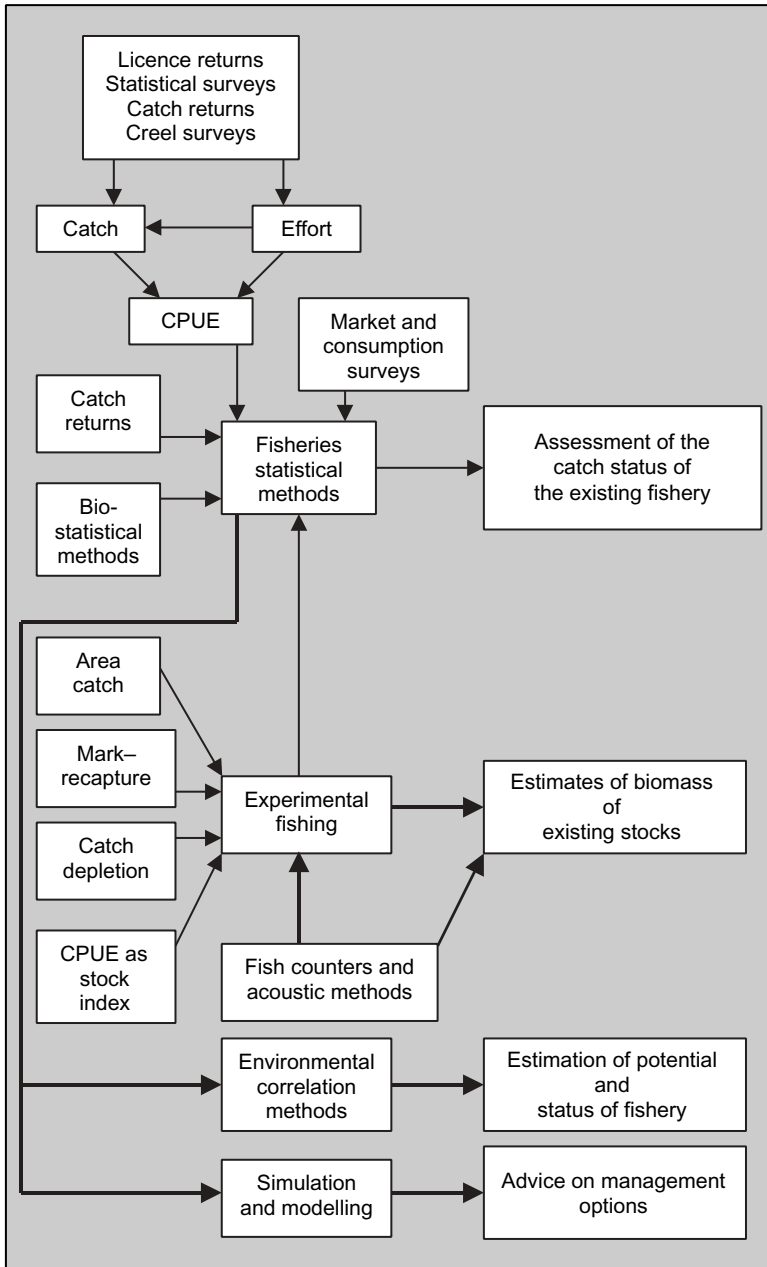 Licence returns
Statistical surveys
Catch returns
Creel surveys
Catch
Effort
CPUE
Market and
consumption
surveys
Catch
returns
Fisheries
statistical
methods
Assessment of the
catch status of
the existing fishery
Bio-
statistical
methods
Area
catch
Mark–
recapture
Experimental
fishing
Estimates of biomass
of
existing stocks
Catch
depletion
CPUE as
stock
index
Fish counters and
acoustic methods
Environmental
correlation
methods
Estimation of potential
and
status of fishery
Simulation
and modelling
Advice on management
options